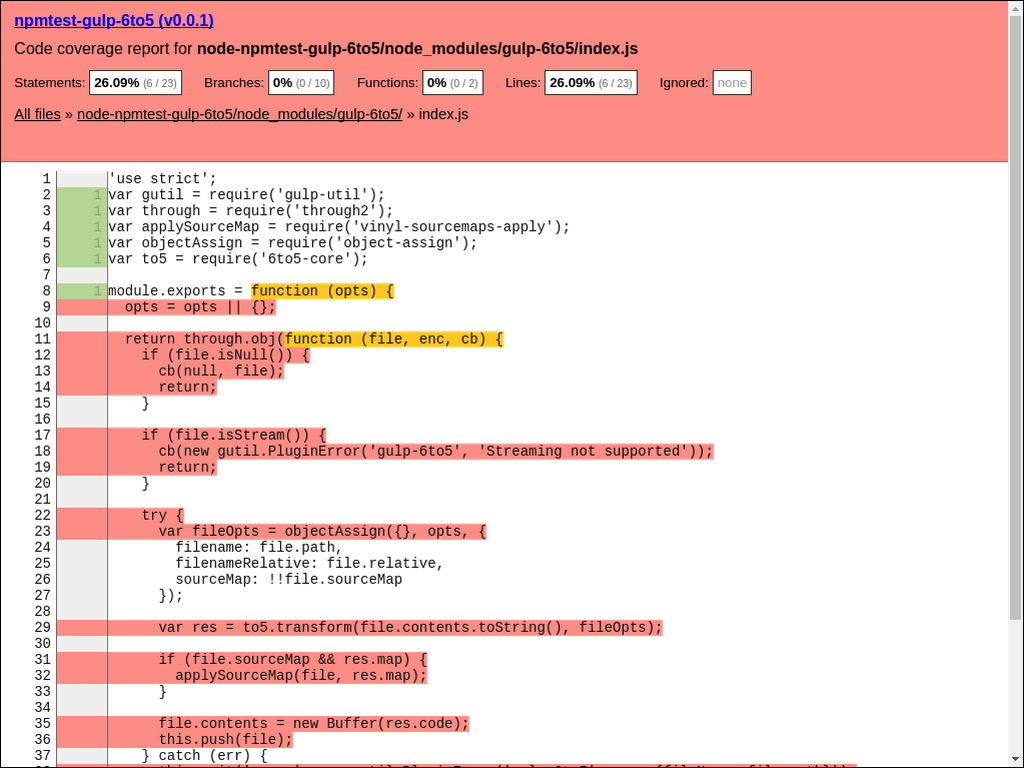 npmtest-gulp-6to5 (v0.0.1)
Code coverage report for node-npmtest-gulp-6to5/node_modules/gulp-6to5/index.js
Statements: 26.09% (6 / 23) Branches: 0% (0 / 10) Functions: 0% (0 / 2) Lines: 26.09% (6 / 23) Ignored: none
All files » node-npmtest-gulp-6to5/node_modules/gulp-6to5/ » index.js
1 'use strict';
2 1 var gutil = require('gulp-util');
3 1 var through = require('through2');
4 1 var applySourceMap = require('vinyl-sourcemaps-apply');
5 1 var objectAssign = require('object-assign');
6 1 var to5 = require('6to5-core');
7
8 1 module.exports = function (opts) {
9 opts = opts || {};
10
11 return through.obj(function (file, enc, cb) {
12 if (file.isNull()) {
13 cb(null, file);
14 return;
15 }
16
17 if (file.isStream()) {
18 cb(new gutil.PluginError('gulp-6to5', 'Streaming not supported'));
19 return;
20 }
21
22 try {
23 var fileOpts = objectAssign({}, opts, {
24 filename: file.path,
25 filenameRelative: file.relative,
26 sourceMap: !!file.sourceMap
27 });
28
29 var res = to5.transform(file.contents.toString(), fileOpts);
30
31 if (file.sourceMap && res.map) {
32 applySourceMap(file, res.map);
33 }
34
35 file.contents = new Buffer(res.code);
36 this.push(file);
37 } catch (err) {